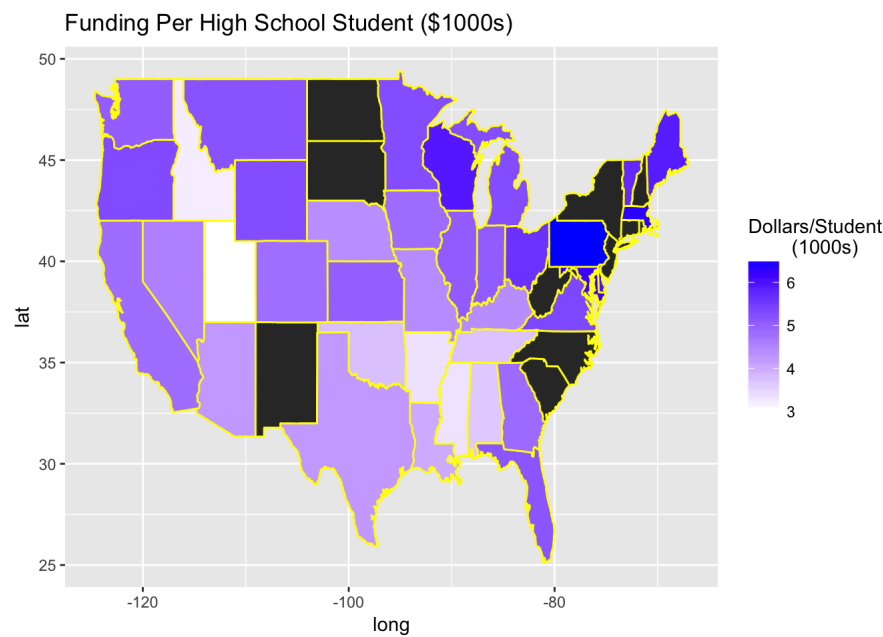 Funding Per High School Student ($1000s)
50
45
40
35
30
25
lat
-120
-100
-80
long
Dollars/Student
(1000s)
6
5
4
3